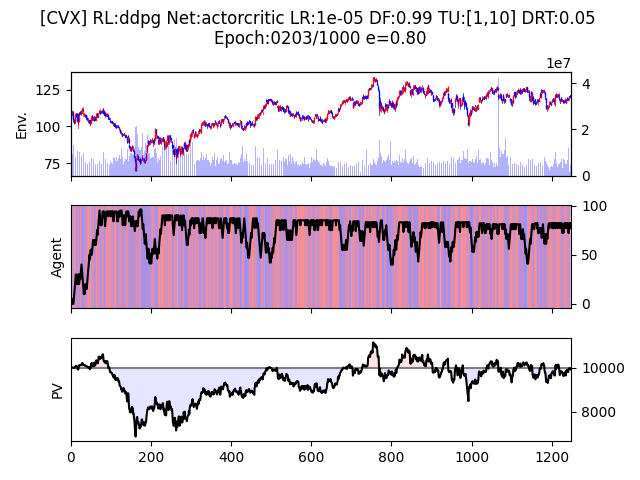 [CVX] RL:ddpg Net:actorcritic LR:1e-05 DF:0.99 TU:[1,10] DRT:0.05
Epoch:0203/1000 e=0.80
1e7
125
100
75
Env.
4
2
0
Agent
100
50
0
PV
10000
8000
0 200 400 600 800 1000 1200